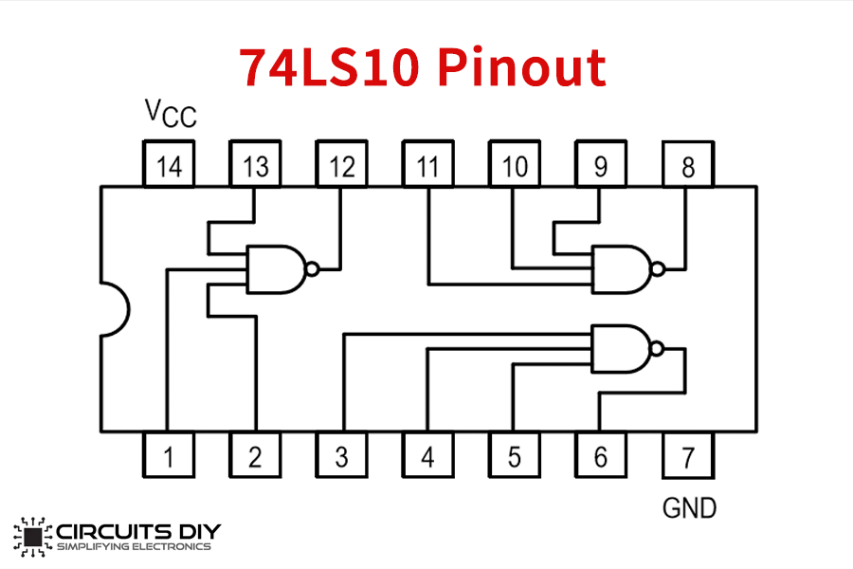 74LS10 Pinout
VCC
14 13 12 11 10 9 8
1 2 3 4 5 6 7
GND
CIRCUITS DIY
SIMPLIFYING ELECTRONICS